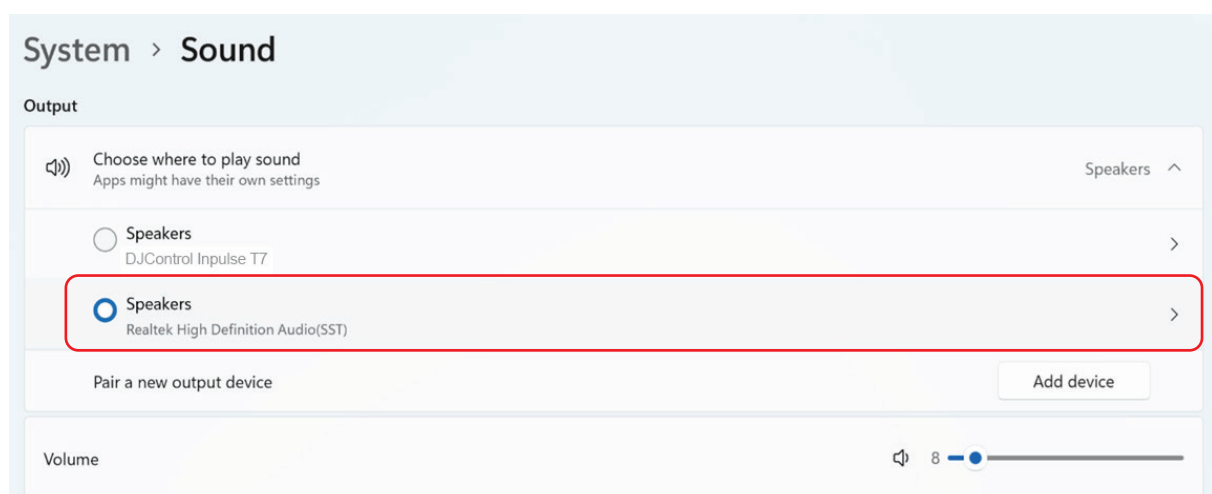 System > Sound
Output
Choose where to play sound
Apps might have their own settings
Speakers
Speakers
DJControl Inpulse T7
Speakers
Realtek High Definition Audio(SST)
Pair a new output device
Add device
Volume
8